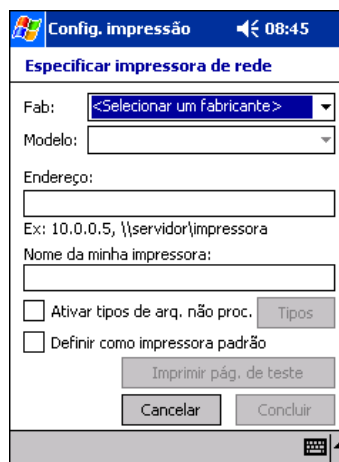 Config. impressão 08:45
Especificar impressora de rede
Fab: <Selecionar um fabricante>
Modelo:
Endereço:
Ex: 10.0.0.5, \\servidor\impressora
Nome da minha impressora:
Ativar tipos de arq. não proc. Tipos
Definir como impressora padrão
Imprimir pág. de teste
Cancelar Concluir